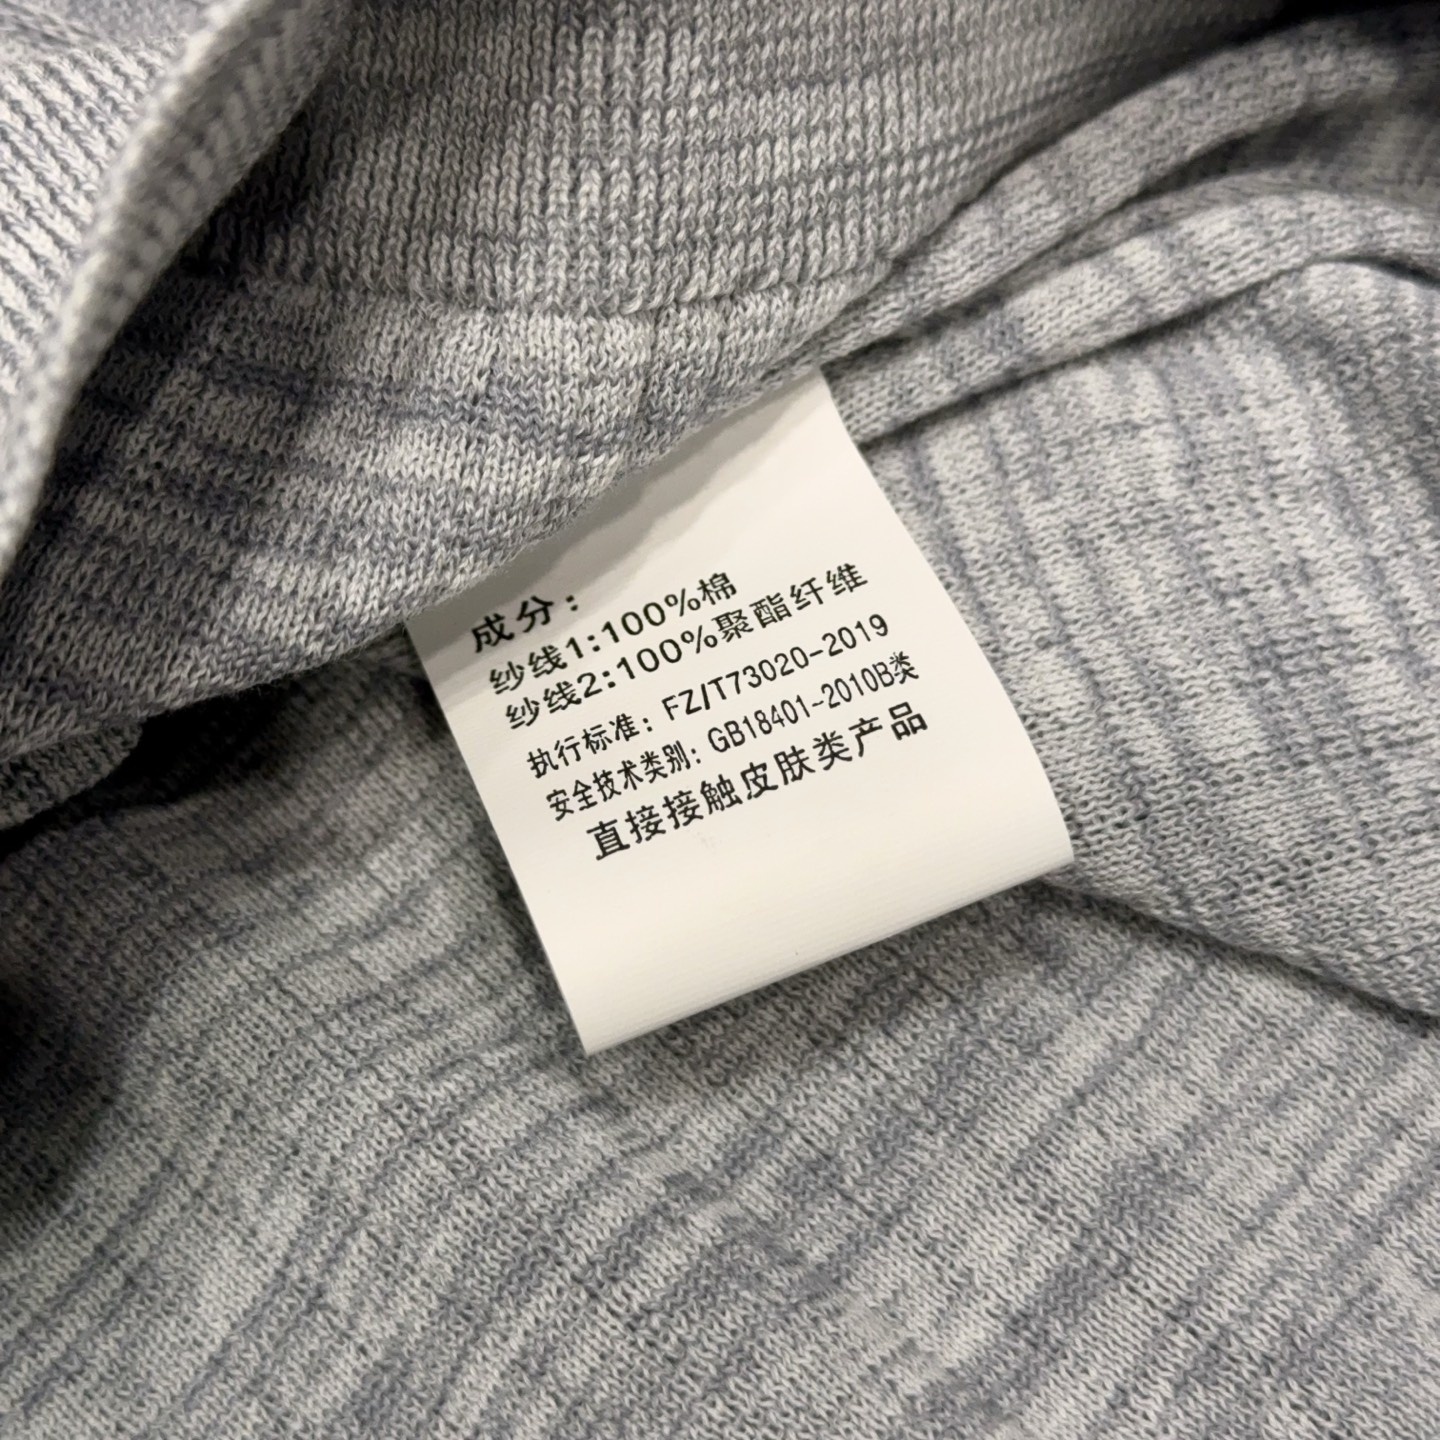 成分：
纱线1:100%棉
纱线2:100%聚酯纤维
执行标准：FZ/T73020-2019
安全技术类别：GB18401-2010B类
直接接触皮肤类产品